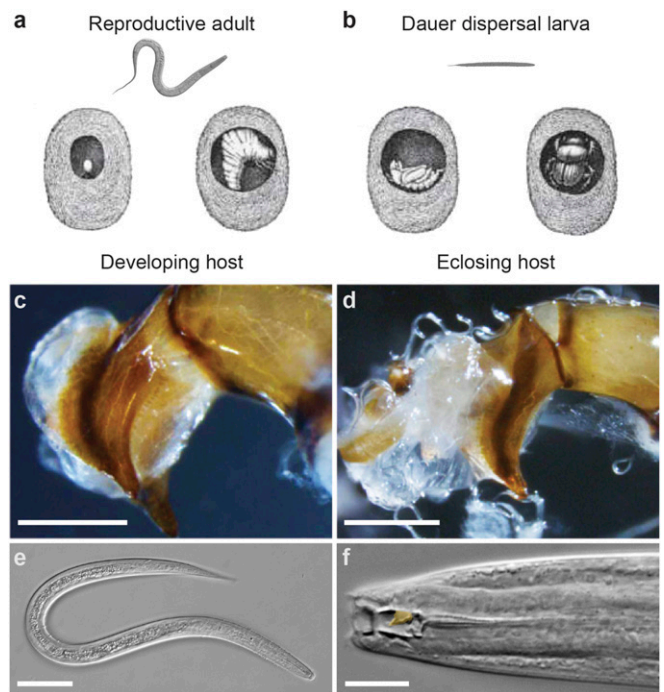 a
Reproductive adult
b
Dauer dispersal larva
Developing host
Eclosing host
c
d
e
f